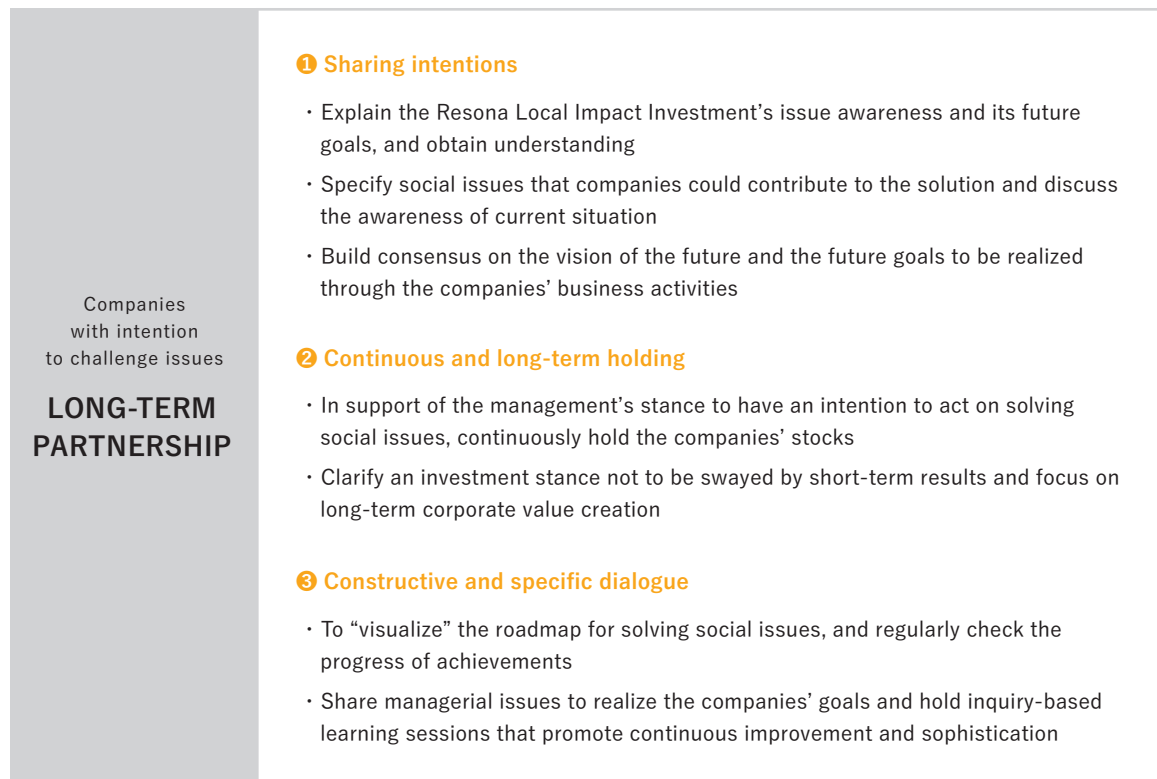 Companies
with intention
to challenge issues
LONG-TERM
PARTNERSHIP
❶ Sharing intentions
・Explain the Resona Local Impact Investment’s issue awareness and its future
goals, and obtain understanding
・Specify social issues that companies could contribute to the solution and discuss
the awareness of current situation
・Build consensus on the vision of the future and the future goals to be realized
through the companies’ business activities
❷ Continuous and long-term holding
・In support of the management’s stance to have an intention to act on solving
social issues, continuously hold the companies’ stocks
・Clarify an investment stance not to be swayed by short-term results and focus on
long-term corporate value creation
❸ Constructive and specific dialogue
・To “visualize” the roadmap for solving social issues, and regularly check the
progress of achievements
・Share managerial issues to realize the companies’ goals and hold inquiry-based
learning sessions that promote continuous improvement and sophistication